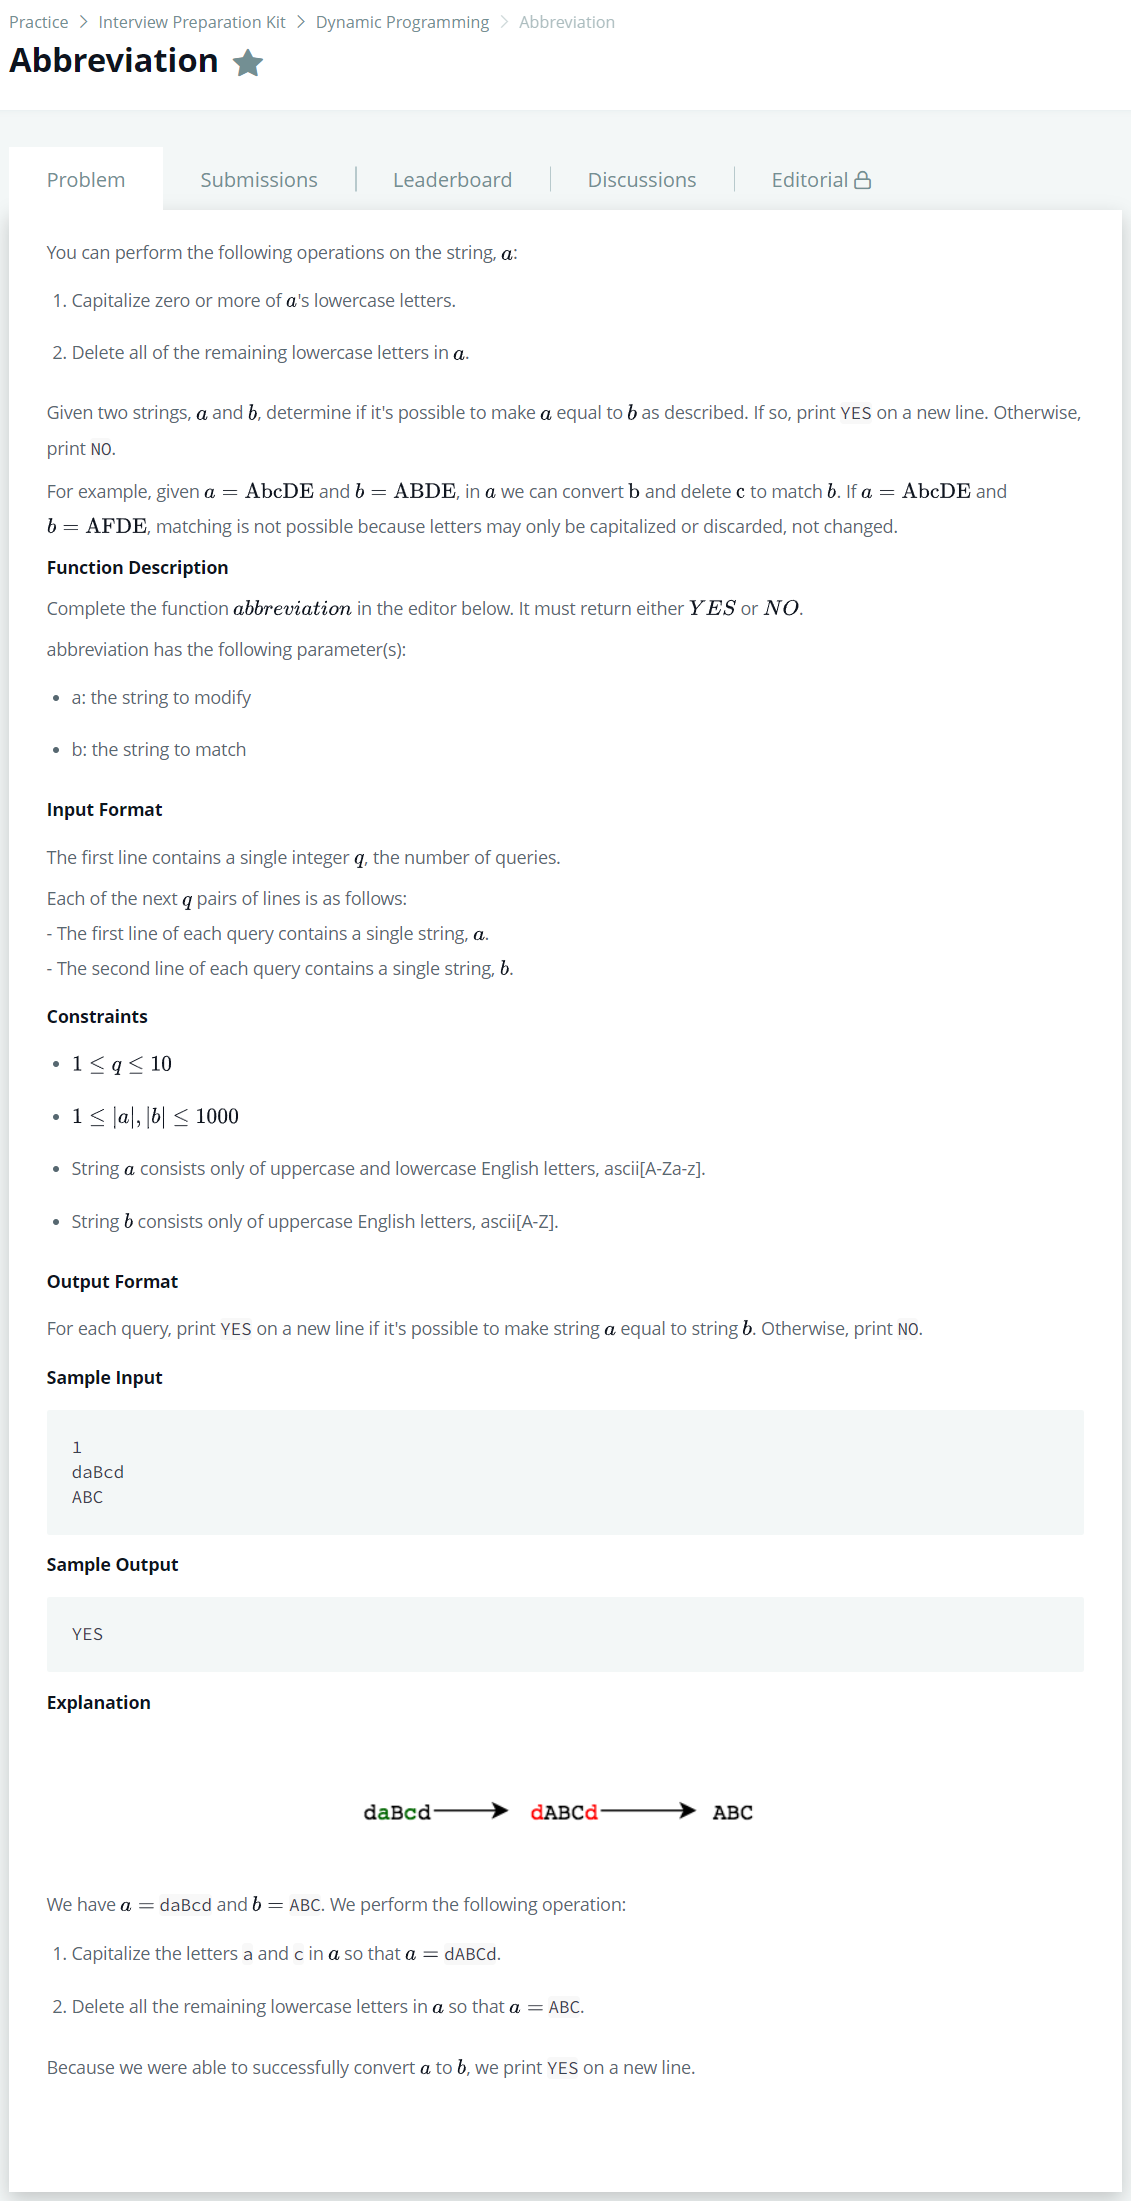 Practice > Interview Preparation Kit > Dynamic Programming > Abbreviation
Abbreviation
Problem
Submissions
Leaderboard
Discussions
Editorial
You can perform the following operations on the string, a:
1. Capitalize zero or more of a's lowercase letters.
2. Delete all of the remaining lowercase letters in a.
Given two strings, a and b, determine if it's possible to make a equal to b as described. If so, print YES on a new line. Otherwise,
print NO.
For example, given a = AbcDE and b = ABDE, in a we can convert b and delete c to match b. If a = AbcDE and
b = AFDE, matching is not possible because letters may only be capitalized or discarded, not changed.
Function Description
Complete the function abbreviation in the editor below. It must return either YES or NO.
abbreviation has the following parameter(s):
• a: the string to modify
• b: the string to match
Input Format
The first line contains a single integer q, the number of queries.
Each of the next q pairs of lines is as follows:
- The first line of each query contains a single string, a.
- The second line of each query contains a single string, b.
Constraints
• 1 ≤ q ≤ 10
• 1 ≤ |a|, |b| ≤ 1000
• String a consists only of uppercase and lowercase English letters, ascii[A-Za-z].
• String b consists only of uppercase English letters, ascii[A-Z].
Output Format
For each query, print YES on a new line if it's possible to make string a equal to string b. Otherwise, print NO.
Sample Input
1
daBcd
ABC
Sample Output
YES
Explanation
daBcd → dABCd → ABC
We have a = daBcd and b = ABC. We perform the following operation:
1. Capitalize the letters a and c in a so that a = dABCd.
2. Delete all the remaining lowercase letters in a so that a = ABC.
Because we were able to successfully convert a to b, we print YES on a new line.